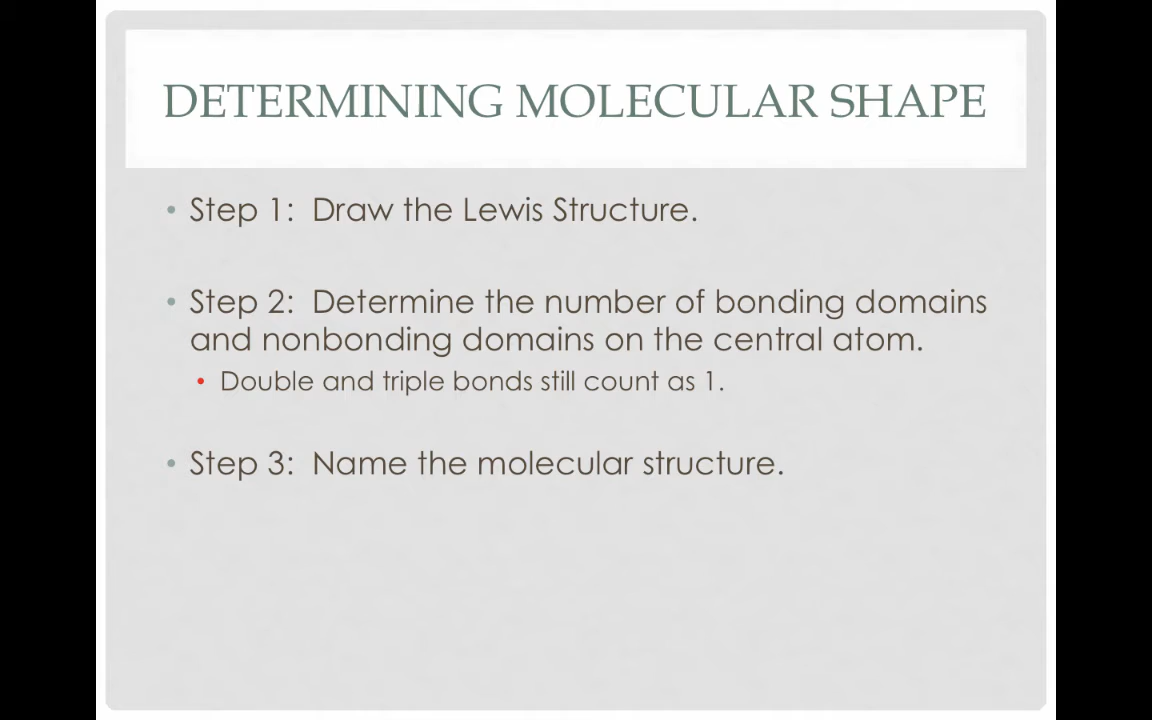 DETERMINING MOLECULAR SHAPE
• Step 1:  Draw the Lewis Structure.
• Step 2:  Determine the number of bonding domains
and nonbonding domains on the central atom.
• Double and triple bonds still count as 1.
• Step 3:  Name the molecular structure.